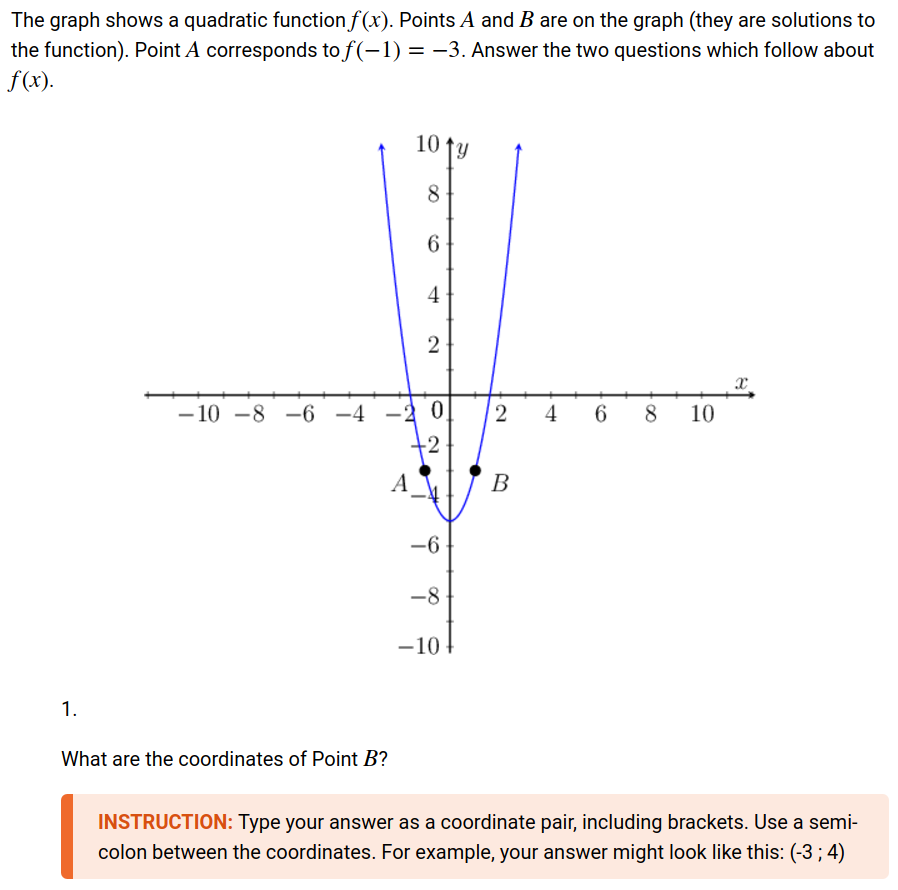 The graph shows a quadratic function f(x). Points A and B are on the graph (they are solutions to
the function). Point A corresponds to f(−1) = −3. Answer the two questions which follow about
f(x).
10 y
8
6
4
2
x
−10 −8 −6 −4 −2 0 2 4 6 8 10
−2
A B
−4
−6
−8
−10
1.
What are the coordinates of Point B?
INSTRUCTION: Type your answer as a coordinate pair, including brackets. Use a semi-
colon between the coordinates. For example, your answer might look like this: (-3 ; 4)